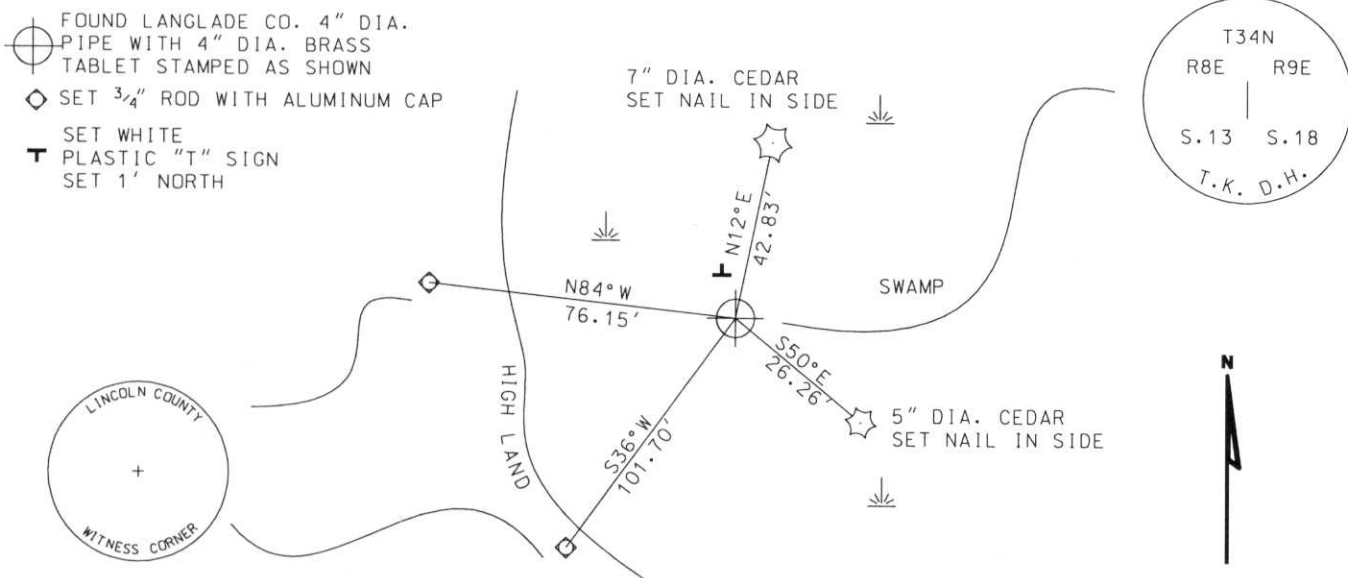 FOUND LANGLADE CO. 4" DIA.
PIPE WITH 4" DIA. BRASS
TABLET STAMPED AS SHOWN
SET 3/4" ROD WITH ALUMINUM CAP
SET WHITE
PLASTIC "T" SIGN
SET 1' NORTH
7" DIA. CEDAR
SET NAIL IN SIDE
T34N
R8E R9E
S.13 S.18
T.K. D.H.
N12°E
42.83'
N84°W
76.15'
SWAMP
S50°E
26.26'
HIGH LAND
S36°W
101.70'
5" DIA. CEDAR
SET NAIL IN SIDE
LINCOLN COUNTY
WITNESS CORNER
N